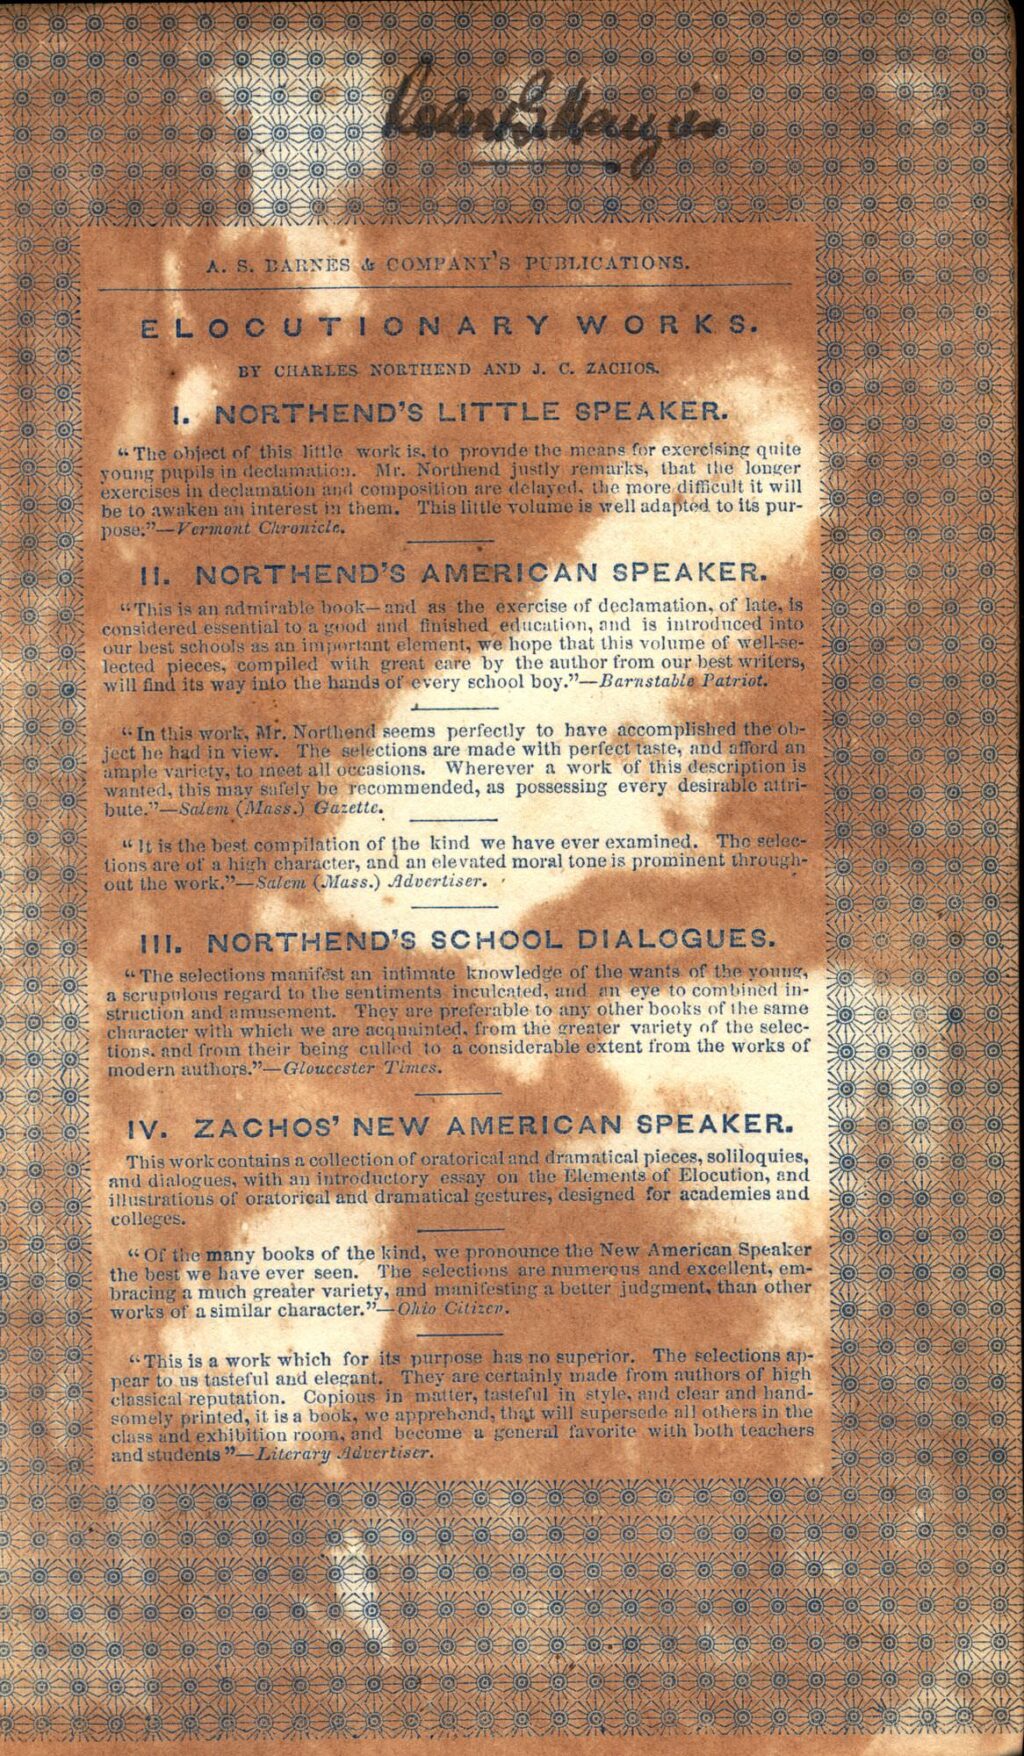 A. S. BARNES & COMPANY'S PUBLICATIONS.
ELOCUTIONARY WORKS.
BY CHARLES NORTHEND AND J. C. ZACHOS.
I. NORTHEND'S LITTLE SPEAKER.
“The object of this little work is, to provide the means for exercising quite
young pupils in declamation. Mr. Northend justly remarks, that the longer
exercises in declamation and composition are delayed, the more difficult it will
be to awaken an interest in them. This little volume is well adapted to its pur-
pose.”—Vermont Chronicle.
II. NORTHEND'S AMERICAN SPEAKER.
“This is an admirable book—and as the exercise of declamation, of late, is
considered essential to a good and finished education, and is introduced into
our best schools as an important element, we hope that this volume of well-se-
lected pieces, compiled with great care by the author from our best writers,
will find its way into the hands of every school boy.”—Barnstable Patriot.
“In this work, Mr. Northend seems perfectly to have accomplished the ob-
ject he had in view. The selections are made with perfect taste, and afford an
ample variety, to meet all occasions. Wherever a work of this description is
wanted, this may safely be recommended, as possessing every desirable attri-
bute.”—Salem (Mass.) Gazette.
“It is the best compilation of the kind we have ever examined. The selec-
tions are of a high character, and an elevated moral tone is prominent through-
out the work.”—Salem (Mass.) Advertiser.
III. NORTHEND'S SCHOOL DIALOGUES.
“The selections manifest an intimate knowledge of the wants of the young,
a scrupulous regard to the sentiments inculcated, and an eye to combined in-
struction and amusement. They are preferable to any other books of the same
character with which we are acquainted, from the greater variety of the selec-
tions, and from their being culled to a considerable extent from the works of
modern authors.”—Gloucester Times.
IV. ZACHOS' NEW AMERICAN SPEAKER.
This work contains a collection of oratorical and dramatical pieces, soliloquies,
and dialogues, with an introductory essay on the Elements of Elocution, and
illustrations of oratorical and dramatical gestures, designed for academies and
colleges.
“Of the many books of the kind, we pronounce the New American Speaker
the best we have ever seen. The selections are numerous and excellent, em-
bracing a much greater variety, and manifesting a better judgment, than other
works of a similar character.”—Ohio Citizen.
“This is a work which for its purpose has no superior. The selections ap-
pear to us tasteful and elegant. They are certainly made from authors of high
classical reputation. Copious in matter, tasteful in style, and clear and hand-
somely printed, it is a book, we apprehend, that will supersede all others in the
class and exhibition room, and become a general favorite with both teachers
and students”—Literary Advertiser.